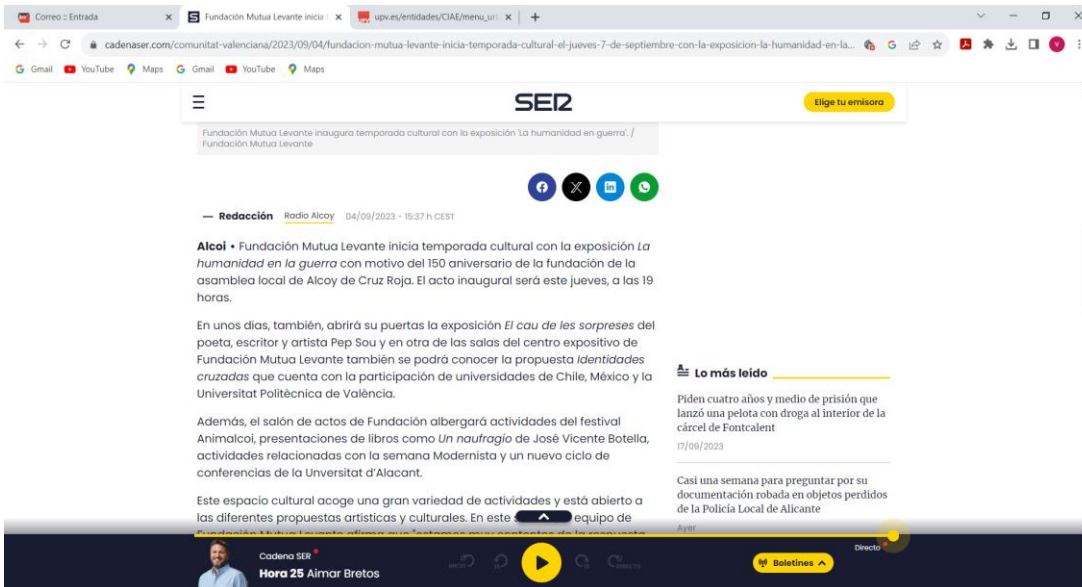 Correo :: Entrada
Fundación Mutua Levante inicia
upv.es/entidades/CIAE/menu_url
cadenaser.com/comunitat-valenciana/2023/09/04/fundacion-mutua-levante-inicia-temporada-cultural-el-jueves-7-de-septiembre-con-la-exposicion-la-humanidad-en-la...
Gmail YouTube Maps Gmail YouTube Maps
SER
Elige tu emisora
Fundación Mutua Levante inaugura temporada cultural con la exposición 'La humanidad en guerra'. /
Fundación Mutua Levante
— Redacción Radio Alcoy 04/09/2023 - 15:37 h CEST
Alcoi • Fundación Mutua Levante inicia temporada cultural con la exposición La
humanidad en la guerra con motivo del 150 aniversario de la fundación de la
asamblea local de Alcoy de Cruz Roja. El acto inaugural será este jueves, a las 19
horas.
En unos días, también, abrirá su puertas la exposición El cau de les sorpreses del
poeta, escritor y artista Pep Sou y en otra de las salas del centro expositivo de
Fundación Mutua Levante también se podrá conocer la propuesta Identidades
cruzadas que cuenta con la participación de universidades de Chile, México y la
Universitat Politècnica de València.
Además, el salón de actos de Fundación albergará actividades del festival
Animalcoi, presentaciones de libros como Un naufragio de José Vicente Botella,
actividades relacionadas con la semana Modernista y un nuevo ciclo de
conferencias de la Unversitat d'Alacant.
Este espacio cultural acoge una gran variedad de actividades y está abierto a
las diferentes propuestas artísticas y culturales. En este equipo de
Fundación Mutua Levante afirma que "estamos muy contentos de la respuesta
Lo más leído
Piden cuatro años y medio de prisión que
lanzó una pelota con droga al interior de la
cárcel de Fontcalent
17/09/2023
Casi una semana para preguntar por su
documentación robada en objetos perdidos
de la Policía Local de Alicante
Ayer
Cadena SER
Hora 25 Aimar Bretos
Boletines
Directo